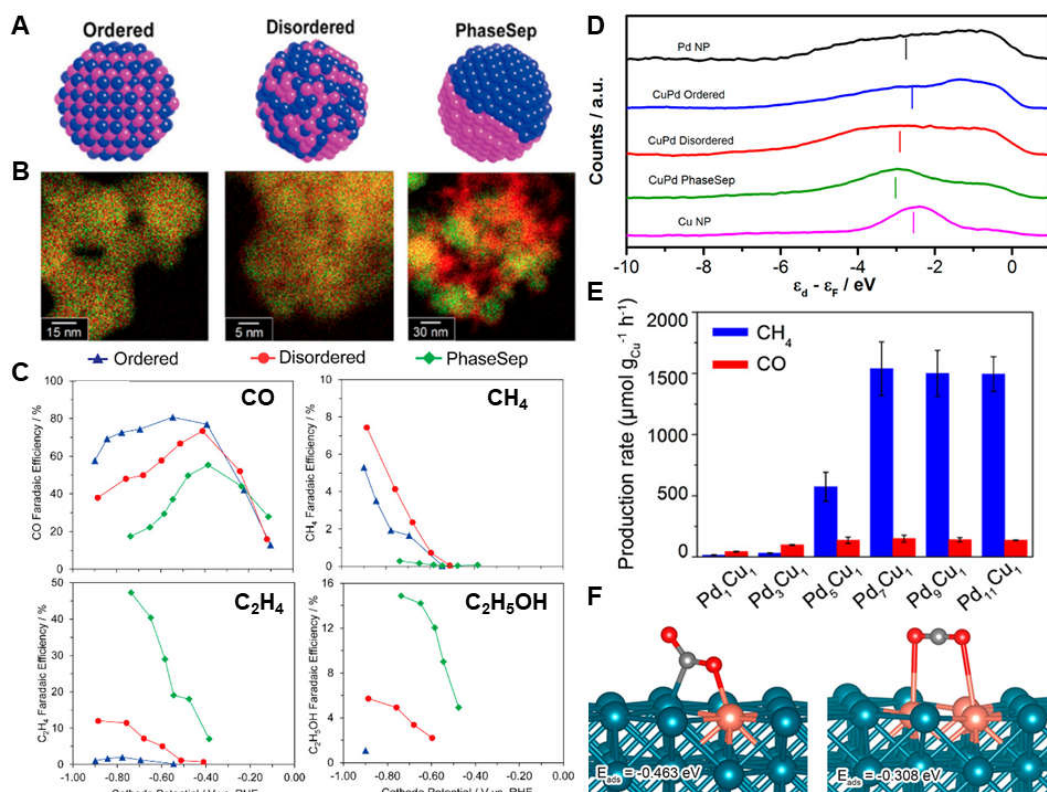 A
Ordered
Disordered
PhaseSep
B
15 nm
5 nm
30 nm
Ordered
Disordered
PhaseSep
C
CO
CO Faradaic Efficiency / %
100
80
60
40
20
0
CH4
CH4 Faradaic Efficiency / %
10
8
6
4
2
0
C2H4
C2H4 Faradaic Efficiency / %
50
40
30
20
10
0
-1.00
-0.80
-0.60
-0.40
-0.20
0.00
C2H5OH
C2H5OH Faradaic Efficiency / %
16
12
8
4
0
-1.00
-0.80
-0.60
-0.40
-0.20
0.00
D
Counts / a.u.
Pd NP
CuPd Ordered
CuPd Disordered
CuPd PhaseSep
Cu NP
-10
-8
-6
-4
-2
0
εd - εF / eV
E
Production rate (μmol gCu-1 h-1)
2000
1500
1000
500
0
CH4
CO
Pd1Cu1
Pd3Cu1
Pd5Cu1
Pd7Cu1
Pd9Cu1
Pd11Cu1
F
Eads = -0.463 eV
Eads = -0.308 eV